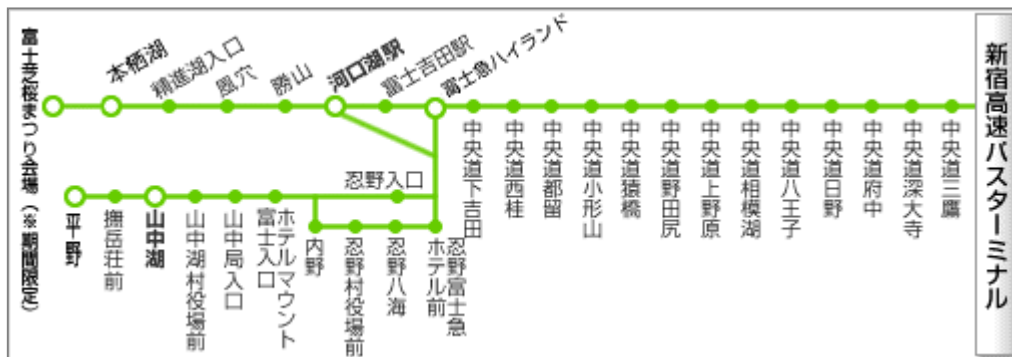 富士芝桜まつり会場（※期間限定）
本栖湖
精進湖入口
風穴
勝山
河口湖駅
富士吉田駅
富士急ハイランド
中央道下吉田
中央道西桂
中央道都留
中央道小形山
中央道猿橋
中央道野田尻
中央道上野原
中央道相模湖
中央道八王子
中央道日野
中央道府中
中央道深大寺
中央道三鷹
新宿高速バスターミナル
平野
撫岳荘前
山中湖
山中湖村役場前
山中局入口
ホテルマウント
富士入口
忍野入口
内野
忍野村役場前
忍野八海
忍野富士急
ホテル前